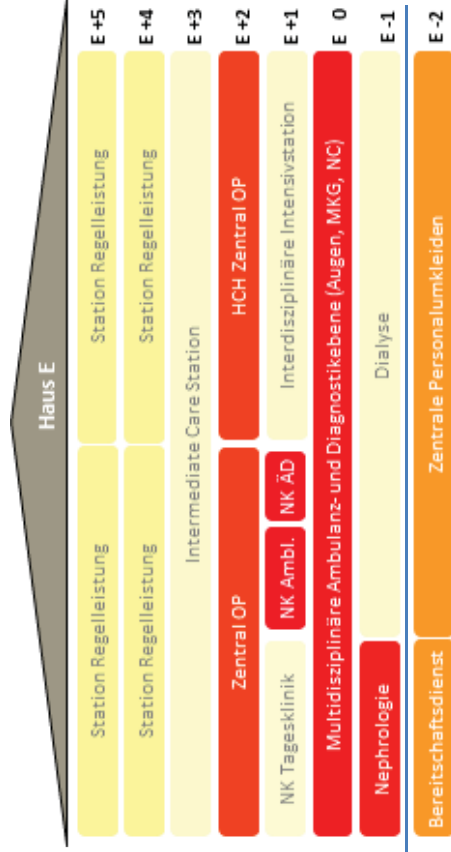 Haus E
Station Regelleistung Station Regelleistung E +5
Station Regelleistung Station Regelleistung E +4
Intermediate Care Station E +3
Zentral OP HCH Zentral OP E +2
NK Tagesklinik NK Ambl. NK ÄD Interdisziplinäre Intensivstation E +1
Multidisziplinäre Ambulanz- und Diagnostikebene (Augen, MKG, NC) E 0
Nephrologie Dialyse E -1
Bereitschaftsdienst Zentrale Personalumkleiden E -2